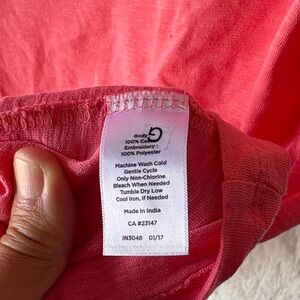 Body:
100% Cotton
Embroidery:
100% Polyester
Machine Wash Cold
Gentle Cycle
Only Non-Chlorine
Bleach When Needed
Tumble Dry Low
Cool Iron, If Needed
Made In India
CA #23147
IN3048 01/17